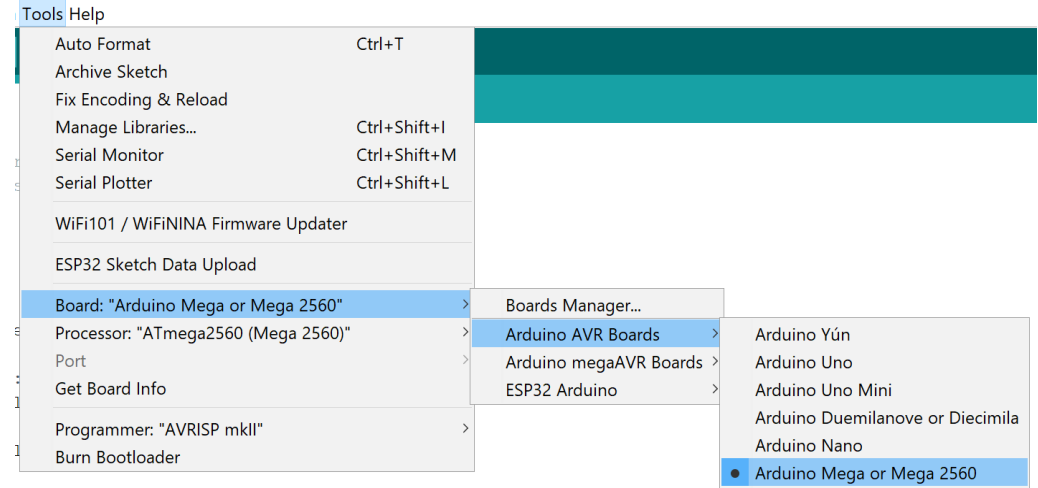 Tools Help
Auto Format Ctrl+T
Archive Sketch
Fix Encoding & Reload
Manage Libraries... Ctrl+Shift+I
Serial Monitor Ctrl+Shift+M
Serial Plotter Ctrl+Shift+L
WiFi101 / WiFiNINA Firmware Updater
ESP32 Sketch Data Upload
Board: "Arduino Mega or Mega 2560"
Processor: "ATmega2560 (Mega 2560)"
Port
Get Board Info
Programmer: "AVRISP mkII"
Burn Bootloader
Boards Manager...
Arduino AVR Boards
Arduino megaAVR Boards
ESP32 Arduino
Arduino Yún
Arduino Uno
Arduino Uno Mini
Arduino Duemilanove or Diecimila
Arduino Nano
Arduino Mega or Mega 2560